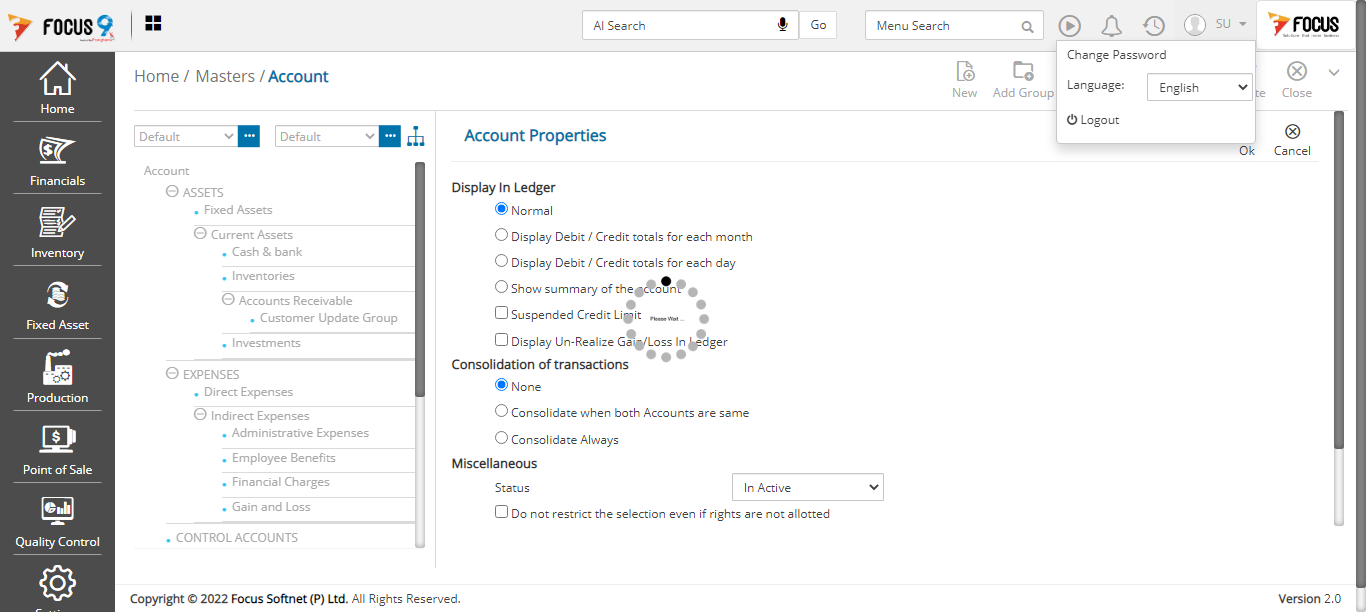 FOCUS 9
AI Search
Go
Menu Search
SU
FOCUS
Change Password
Language:
English
Logout
Home / Masters / Account
New
Add Group
te
Close
Home
Financials
Inventory
Fixed Asset
Production
Point of Sale
Quality Control
Default
Default
Account
ASSETS
Fixed Assets
Current Assets
Cash & bank
Inventories
Accounts Receivable
Customer Update Group
Investments
EXPENSES
Direct Expenses
Indirect Expenses
Administrative Expenses
Employee Benefits
Financial Charges
Gain and Loss
CONTROL ACCOUNTS
Account Properties
Ok
Cancel
Display In Ledger
Normal
Display Debit / Credit totals for each month
Display Debit / Credit totals for each day
Show summary of the account
Suspended Credit Limit
Please Wait ...
Display Un-Realize Gain/Loss In Ledger
Consolidation of transactions
None
Consolidate when both Accounts are same
Consolidate Always
Miscellaneous
Status
In Active
Do not restrict the selection even if rights are not allotted
Copyright © 2022 Focus Softnet (P) Ltd. All Rights Reserved.
Version 2.0